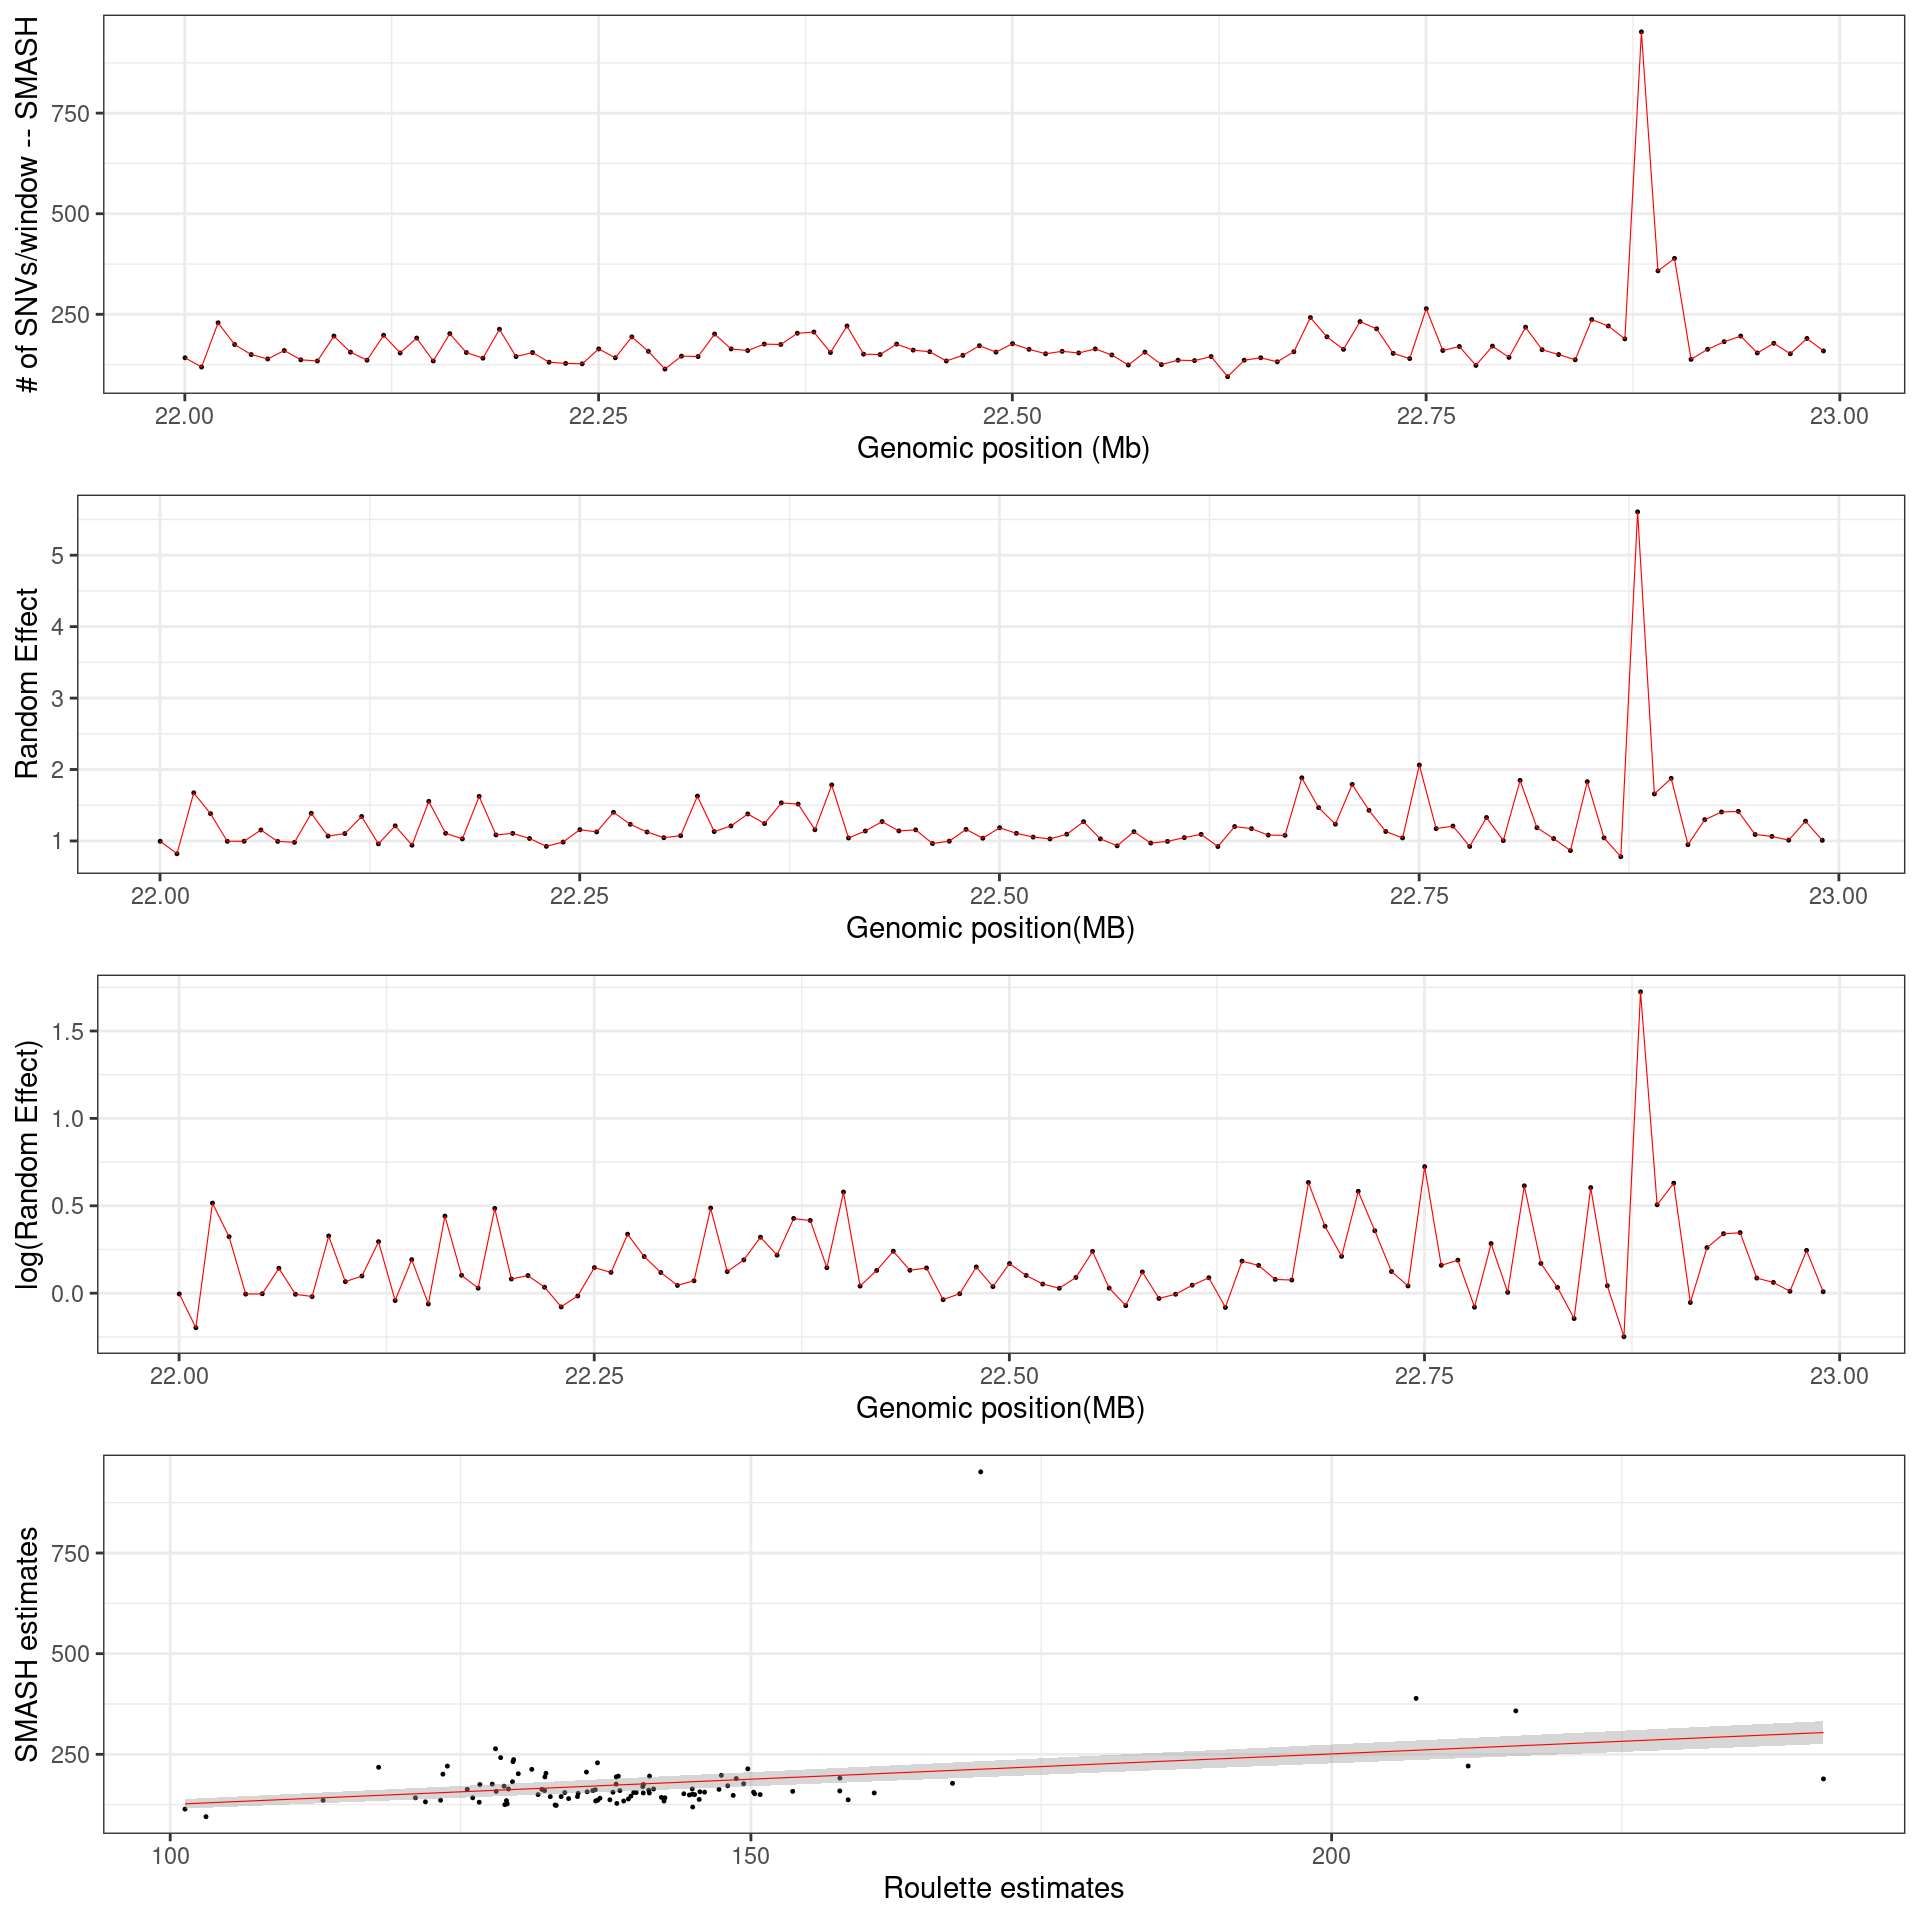 # of SNVs/window -- SMASH
750
500
250
22.00 22.25 22.50 22.75 23.00
Genomic position (Mb)
Random Effect
5
4
3
2
1
22.00 22.25 22.50 22.75 23.00
Genomic position(MB)
log(Random Effect)
1.5
1.0
0.5
0.0
22.00 22.25 22.50 22.75 23.00
Genomic position(MB)
SMASH estimates
750
500
250
100 150 200
Roulette estimates